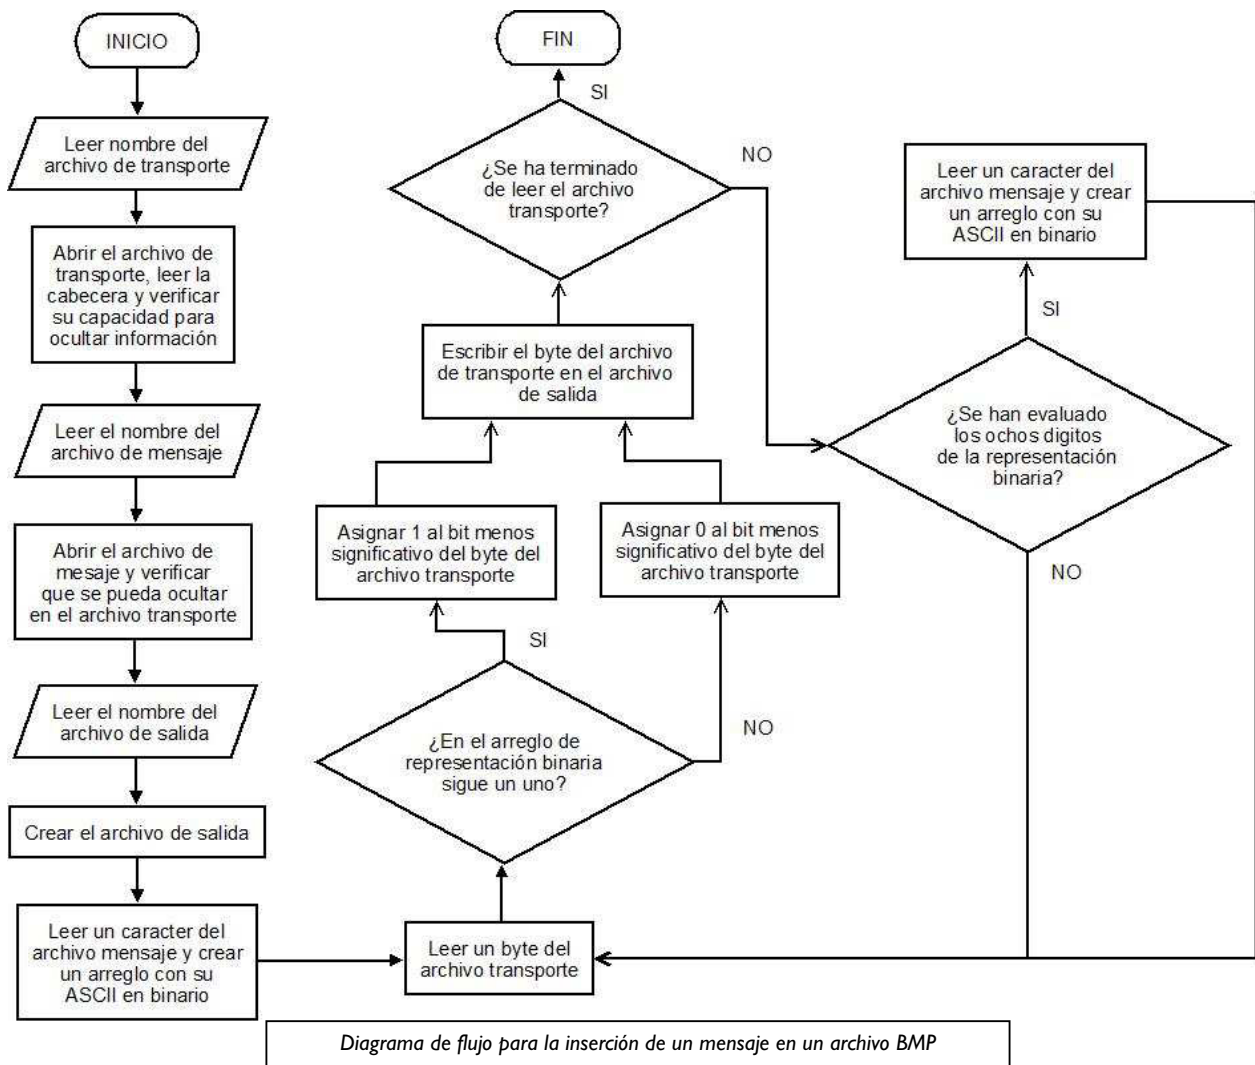 INICIO
Leer nombre del
archivo de transporte
Abrir el archivo de
transporte, leer la
cabecera y verificar
su capacidad para
ocultar información
Leer el nombre del
archivo de mensaje
Abrir el archivo de
mesaje y verificar
que se pueda ocultar
en el archivo transporte
Leer el nombre del
archivo de salida
Crear el archivo de salida
Leer un caracter del
archivo mensaje y crear
un arreglo con su
ASCII en binario
Leer un byte del
archivo transporte
¿En el arreglo de
representación binaria
sigue un uno?
SI
NO
Asignar 1 al bit menos
significativo del byte del
archivo transporte
Asignar 0 al bit menos
significativo del byte del
archivo transporte
Escribir el byte del archivo
de transporte en el archivo
de salida
¿Se ha terminado
de leer el archivo
transporte?
SI
NO
FIN
¿Se han evaluado
los ochos digitos
de la representación
binaria?
SI
NO
Leer un caracter del
archivo mensaje y crear
un arreglo con su
ASCII en binario
Diagrama de flujo para la inserción de un mensaje en un archivo BMP